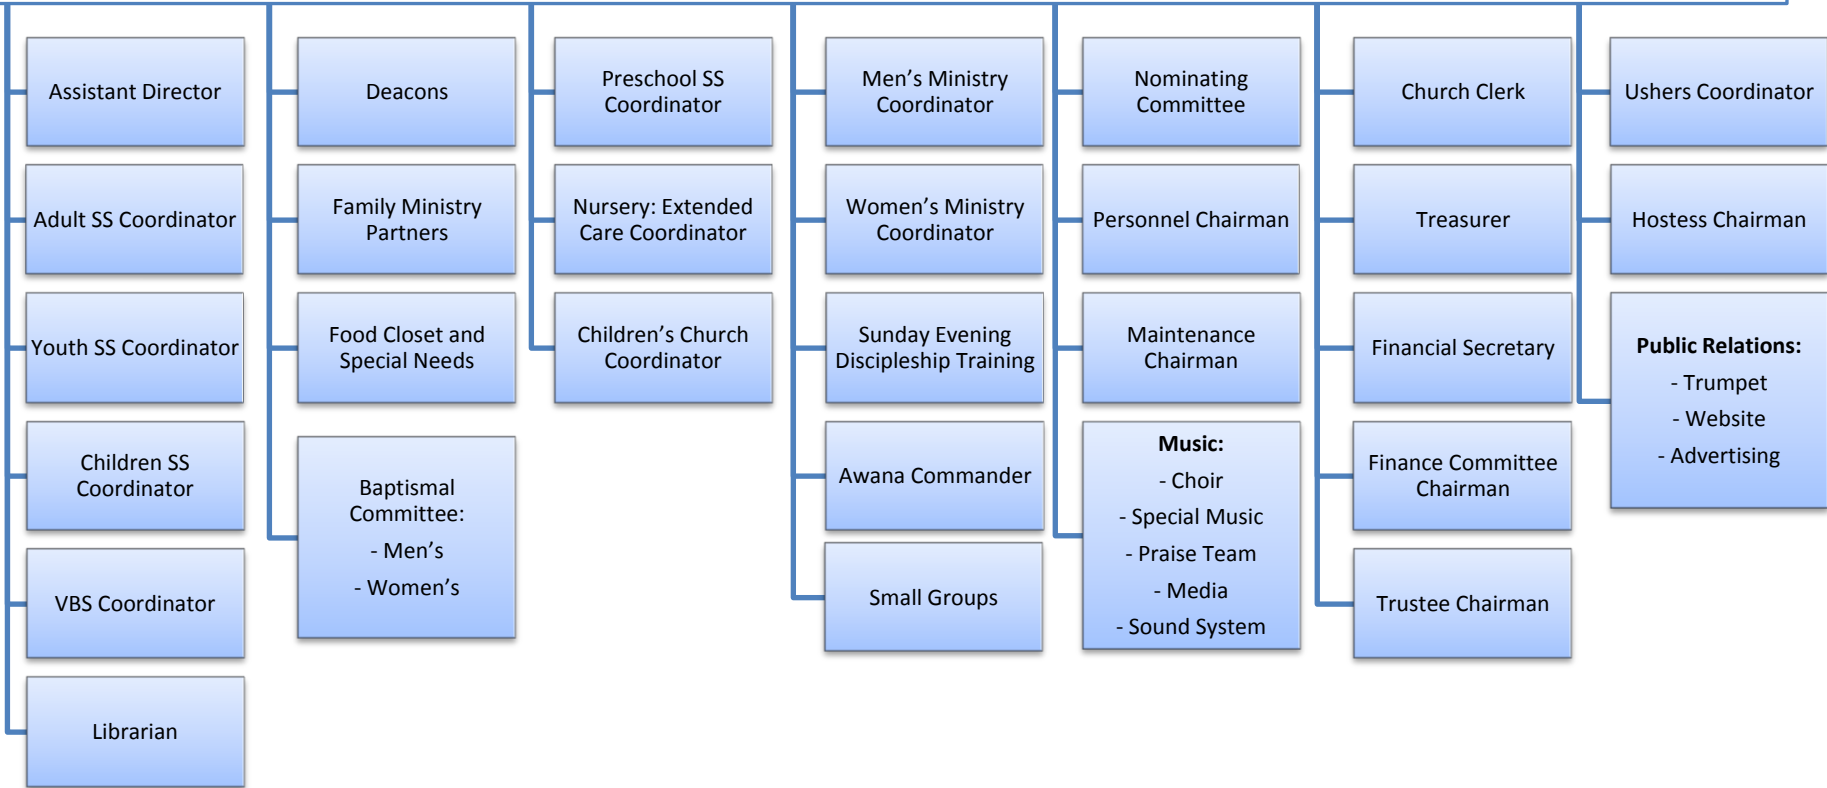 Assistant Director
Adult SS Coordinator
Youth SS Coordinator
Children SS
Coordinator
VBS Coordinator
Librarian
Deacons
Family Ministry
Partners
Food Closet and
Special Needs
Baptismal
Committee:
- Men’s
- Women’s
Preschool SS
Coordinator
Nursery: Extended
Care Coordinator
Children’s Church
Coordinator
Men’s Ministry
Coordinator
Women’s Ministry
Coordinator
Sunday Evening
Discipleship Training
Awana Commander
Small Groups
Nominating
Committee
Personnel Chairman
Maintenance
Chairman
Music:
- Choir
- Special Music
- Praise Team
- Media
- Sound System
Church Clerk
Treasurer
Financial Secretary
Finance Committee
Chairman
Trustee Chairman
Ushers Coordinator
Hostess Chairman
Public Relations:
- Trumpet
- Website
- Advertising